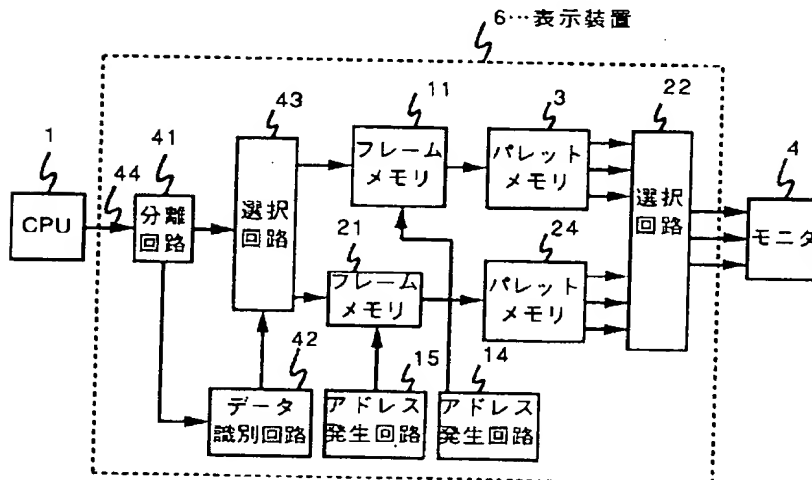 6…表示装置
1
CPU
44
41
分離
回路
43
選択
回路
11
フレーム
メモリ
3
パレット
メモリ
22
選択
回路
4
モニタ
21
フレーム
メモリ
24
パレット
メモリ
42
データ
識別回路
15
アドレス
発生回路
14
アドレス
発生回路